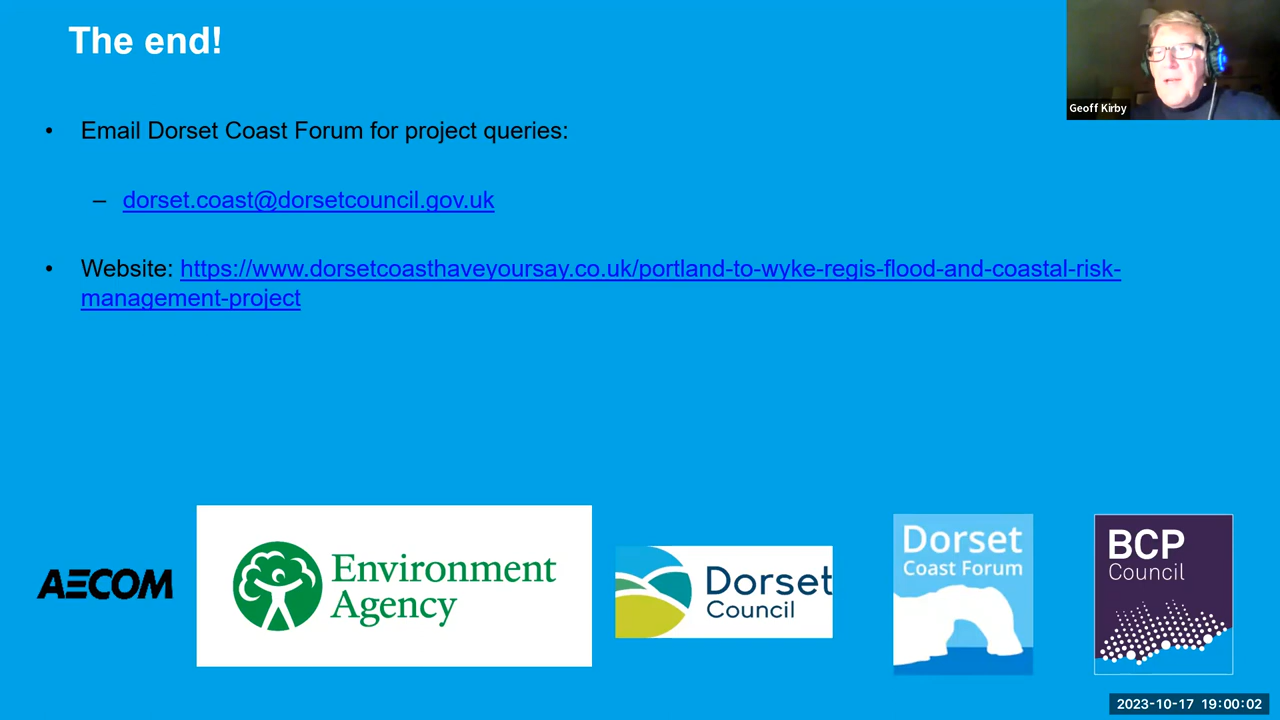 The end!
Geoff Kirby
• Email Dorset Coast Forum for project queries:
– dorset.coast@dorsetcouncil.gov.uk
• Website: https://www.dorsetcoasthaveyoursay.co.uk/portland-to-wyke-regis-flood-and-coastal-risk-
management-project
AECOM
Environment
Agency
Dorset
Council
Dorset
Coast Forum
BCP
Council
2023-10-17 19:00:02